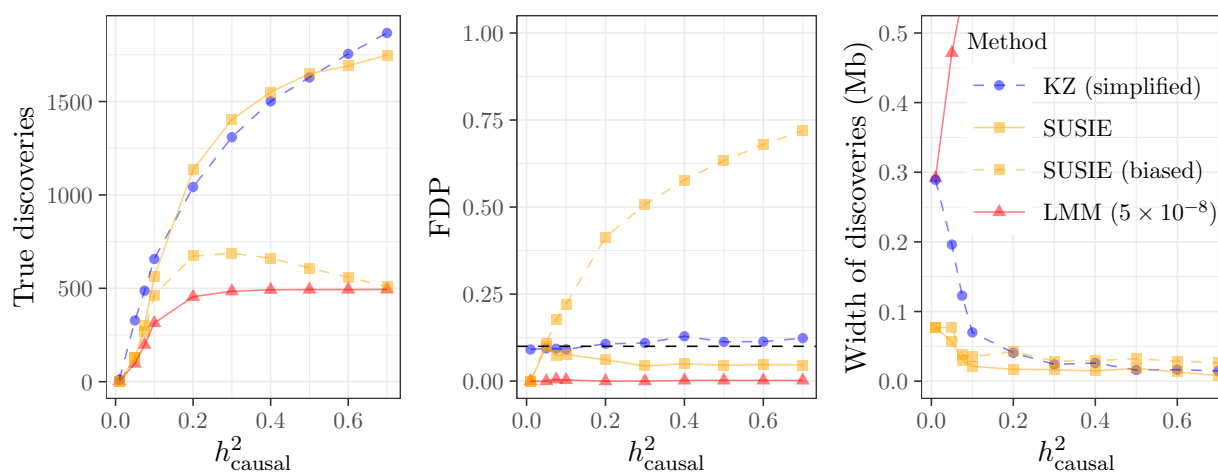 True discoveries
1500
1000
500
0
0.0 0.2 0.4 0.6
h²causal
FDP
1.00
0.75
0.50
0.25
0.00
0.0 0.2 0.4 0.6
h²causal
Width of discoveries (Mb)
0.5
0.4
0.3
0.2
0.1
0.0
0.0 0.2 0.4 0.6
h²causal
Method
KZ (simplified)
SUSIE
SUSIE (biased)
LMM (5 × 10⁻⁸)